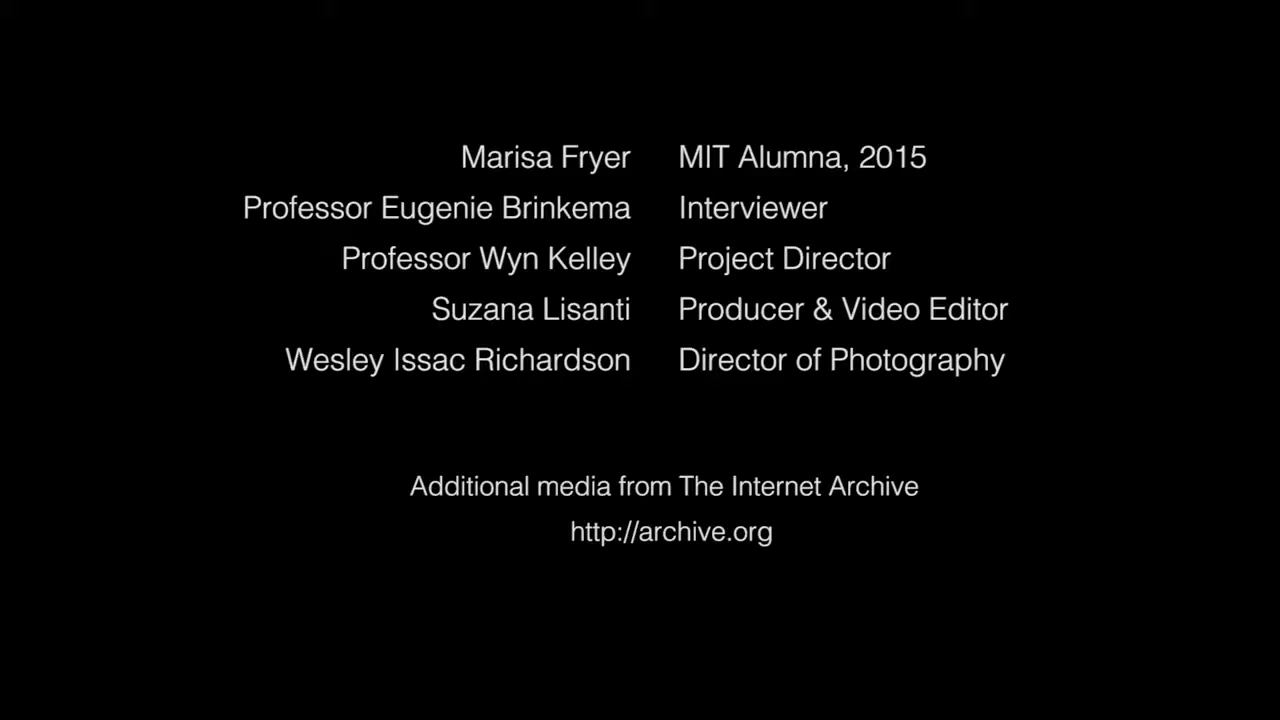 Marisa Fryer MIT Alumna, 2015
Professor Eugenie Brinkema Interviewer
Professor Wyn Kelley Project Director
Suzana Lisanti Producer & Video Editor
Wesley Issac Richardson Director of Photography
Additional media from The Internet Archive
http://archive.org